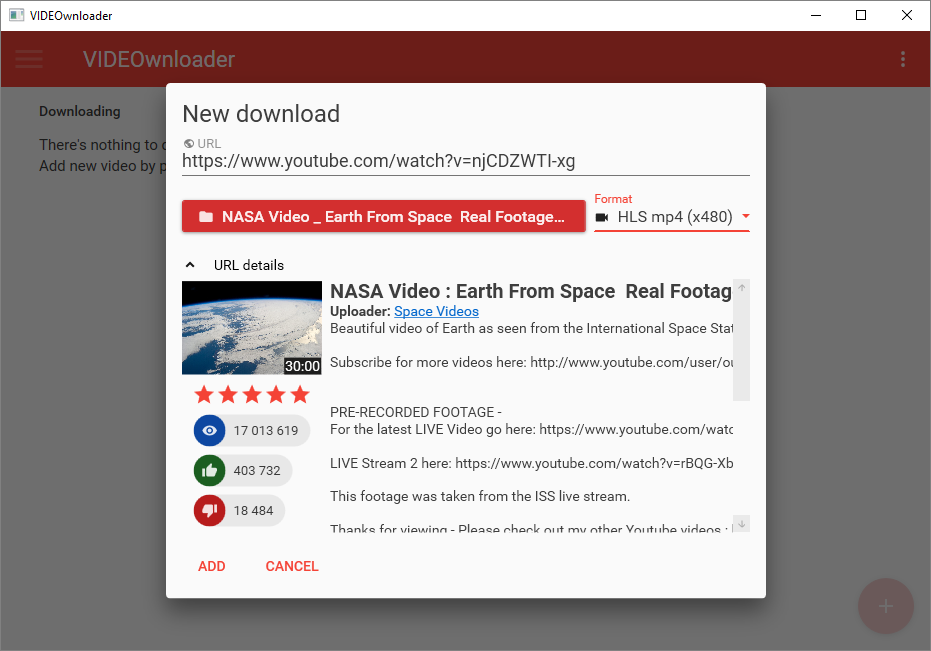 VIDEOwnloader
VIDEOwnloader
Downloading
There's nothing to
Add new video by
New download
URL
https://www.youtube.com/watch?v=njCDZWTI-xg
NASA Video _ Earth From Space  Real Footage...
Format
HLS mp4 (x480)
URL details
30:00
17 013 619
403 732
18 484
NASA Video : Earth From Space  Real Footag
Uploader: Space Videos
Beautiful video of Earth as seen from the International Space Stat
Subscribe for more videos here: http://www.youtube.com/user/ou
PRE-RECORDED FOOTAGE -
For the latest LIVE Video go here: https://www.youtube.com/watc
LIVE Stream 2 here: https://www.youtube.com/watch?v=rBQG-Xb
This footage was taken from the ISS live stream.
Thanks for viewing - Please check out my other Youtube videos :
ADD
CANCEL